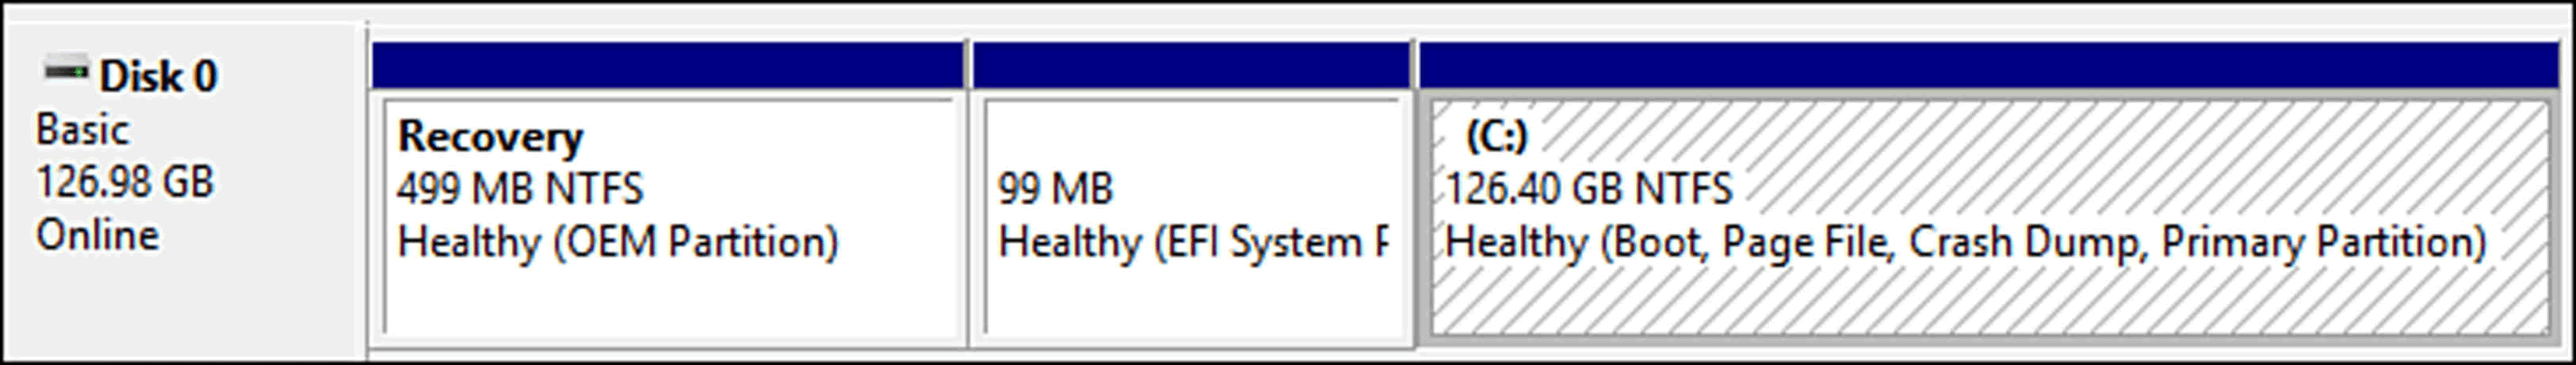 Disk 0
Basic
126.98 GB
Online
Recovery
499 MB NTFS
Healthy (OEM Partition)
99 MB
Healthy (EFI System P
(C:)
126.40 GB NTFS
Healthy (Boot, Page File, Crash Dump, Primary Partition)